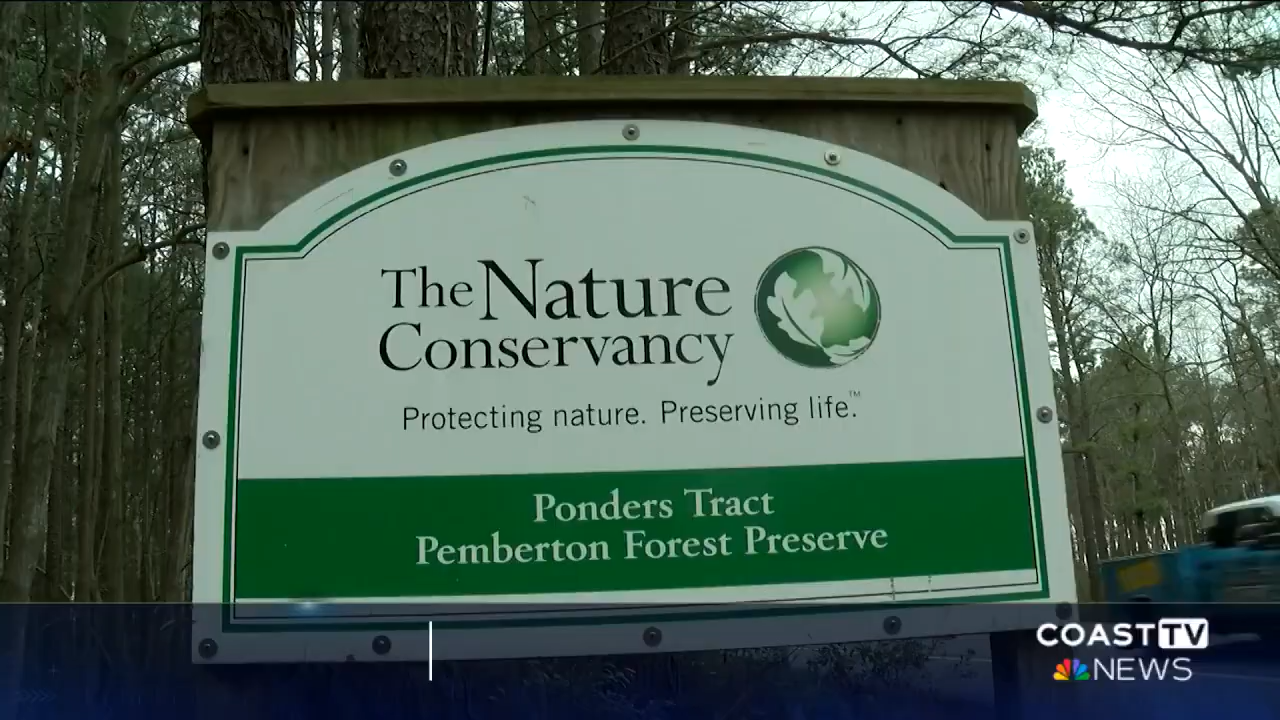 The Nature
Conservancy
Protecting nature. Preserving life.™
Ponders Tract
Pemberton Forest Preserve
COAST TV
NEWS